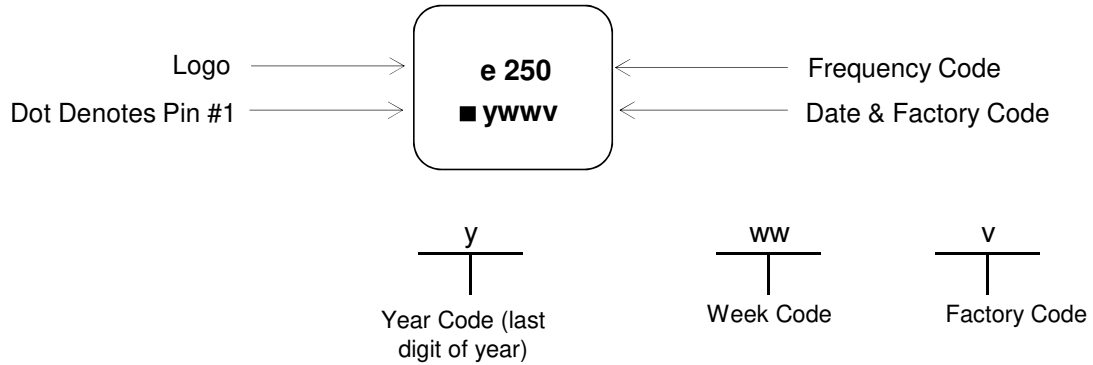 Logo
e 250
Frequency Code
Dot Denotes Pin #1
■ ywwv
Date & Factory Code
y
ww
v
Year Code (last
digit of year)
Week Code
Factory Code